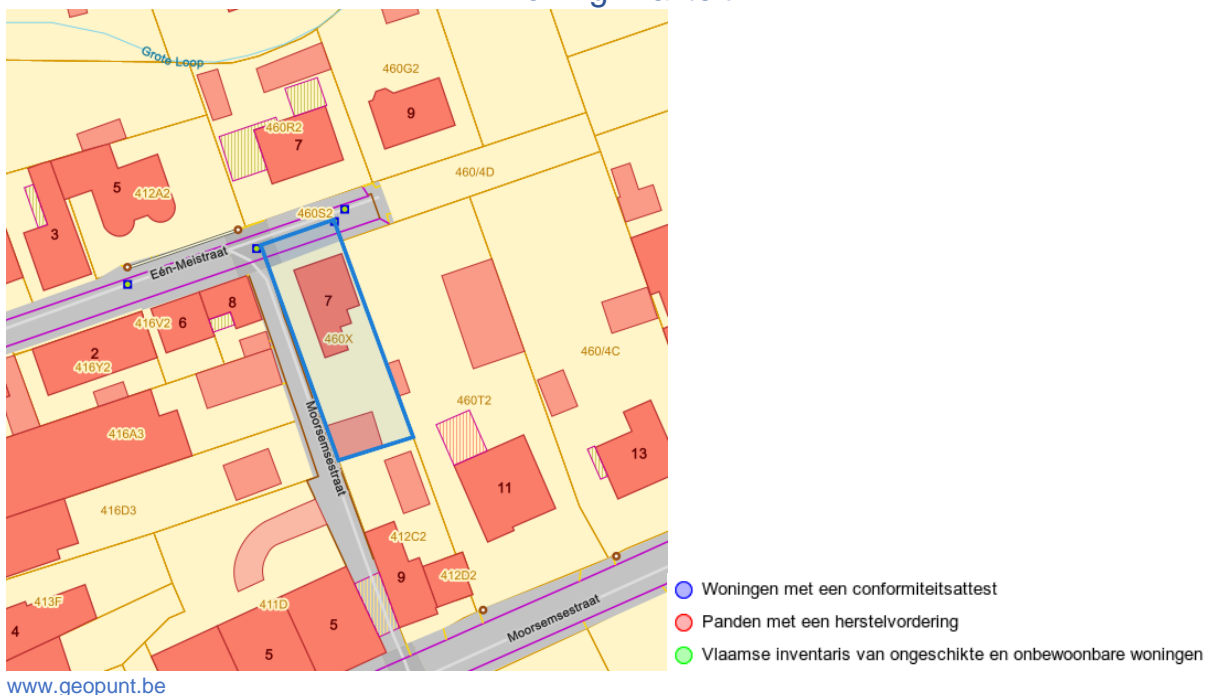 Grote Loop
460G2
9
460R2
7
460/4D
5
412A2
3
460S2
Eén-Meistraat
7
460X
8
416V2
6
2
416Y2
460/4C
460T2
416A3
Moorsemsestraat
13
11
416D3
412C2
9
412D2
413F
4
411D
5
5
Moorsemsestraat
Woningen met een conformiteitsattest
Panden met een herstelvordering
Vlaamse inventaris van ongeschikte en onbewoonbare woningen
www.geopunt.be